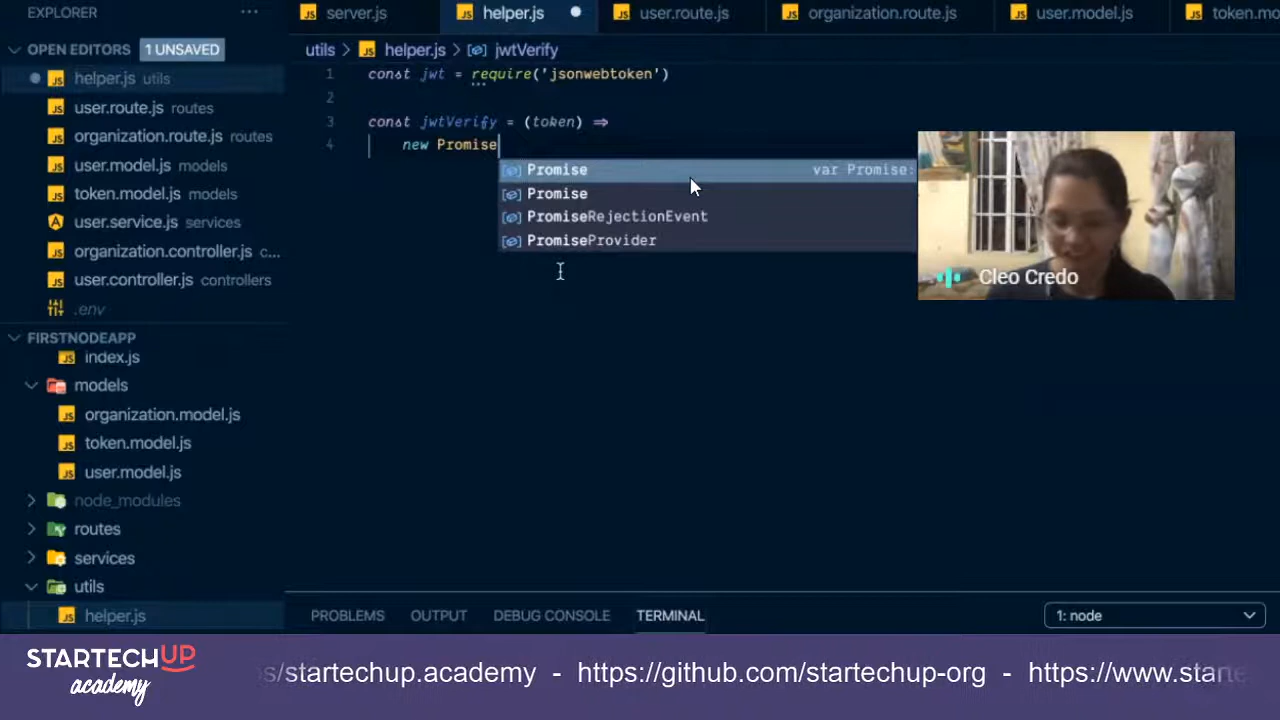 EXPLORER
OPEN EDITORS 1 UNSAVED
helper.js utils
user.route.js routes
organization.route.js routes
user.model.js models
token.model.js models
user.service.js services
organization.controller.js c...
user.controller.js controllers
.env
FIRSTNODEAPP
index.js
models
organization.model.js
token.model.js
user.model.js
node_modules
routes
services
utils
helper.js
server.js helper.js user.route.js organization.route.js user.model.js token.mo
utils > helper.js > jwtVerify
1 const jwt = require('jsonwebtoken')
2
3 const jwtVerify = (token) =>
4 new Promise
Promise var Promise:
Promise
PromiseRejectionEvent
PromiseProvider
Cleo Credo
PROBLEMS OUTPUT DEBUG CONSOLE TERMINAL 1: node
STARTECHUP
academy
s/startechup.academy - https://github.com/startechup-org - https://www.starte